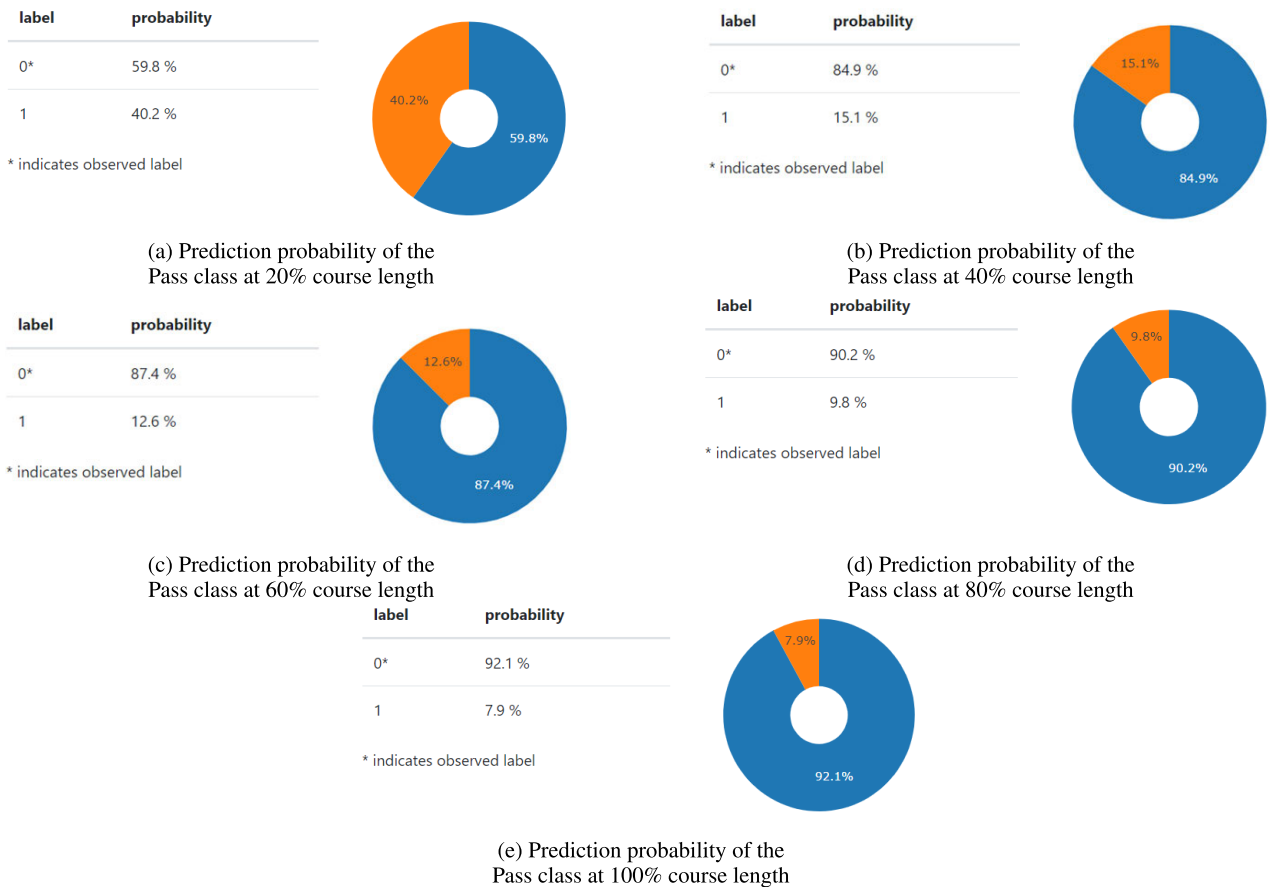 label probability
0* 59.8 %
1 40.2 %
* indicates observed label
40.2%
59.8%
(a) Prediction probability of the
Pass class at 20% course length
label probability
0* 84.9 %
1 15.1 %
* indicates observed label
15.1%
84.9%
(b) Prediction probability of the
Pass class at 40% course length
label probability
0* 87.4 %
1 12.6 %
* indicates observed label
12.6%
87.4%
(c) Prediction probability of the
Pass class at 60% course length
label probability
0* 90.2 %
1 9.8 %
* indicates observed label
9.8%
90.2%
(d) Prediction probability of the
Pass class at 80% course length
label probability
0* 92.1 %
1 7.9 %
* indicates observed label
7.9%
92.1%
(e) Prediction probability of the
Pass class at 100% course length